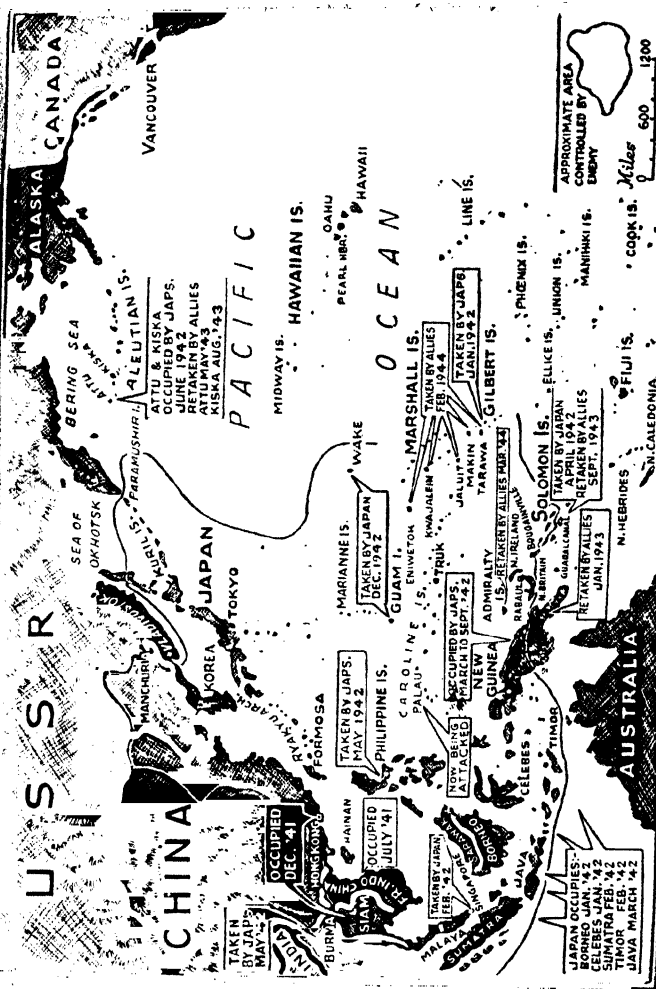 U S S R
CANADA
ALASKA
VANCOUVER
BERING SEA
ATTU
KISKA
ALEUTIAN IS.
ATTU & KISKA
OCCUPIED BY JAPS.
JUNE 1942
RETAKEN BY ALLIES
ATTU MAY '43
KISKA AUG. '43
SEA OF
OKHOTSK
PARAMUSHIR I.
KURIL IS.
PACIFIC
OCEAN
MIDWAY IS.
HAWAIIAN IS.
PEARL HBR.
OAHU
HAWAII
MANCHURIA
KOREA
JAPAN
TOKYO
CHINA
RYUKYU ARCH.
FORMOSA
MARIANNE IS.
TAKEN BY JAPAN
DEC. 1942
GUAM I.
WAKE
I
MARSHALL IS.
TAKEN BY ALLIES
FEB. 1944
TAKEN BY JAPS.
JAN. 1942
GILBERT IS.
ENIWETOH
KWAJALEIN
JALUIT
MAKIN
TARAWA
LINE IS.
PHŒNIX IS.
UNION IS.
MANIHIKI IS.
COOK IS.
ELLICE IS.
FIJI IS.
TAKEN
BY JAPS
MAY
INDIA
BURMA
OCCUPIED
DEC. '41
HONGKONG
HAINAN
OCCUPIED
JULY '41
FR. INDO CHINA
SIAM
TAKEN BY JAPS.
MAY 1942
PHILIPPINE IS.
CAROLINE IS.
PALAU
TRUK
NOW BEING
ATTACKED
OCCUPIED BY JAPS.
MARCH TO SEPT. '42
NEW
GUINEA
ADMIRALTY
IS. RETAKEN BY ALLIES MAR. '44
RABAUL
N. IRELAND
N. BRITAIN
BOUGAINVILLE
SOLOMON IS.
GUADALCANAL
TAKEN BY JAPAN
APRIL 1942
RETAKEN BY ALLIES
SEPT. 1943
RETAKEN BY ALLIES
JAN. 1943
N. HEBRIDES
N. CALEDONIA
TAKEN BY JAPAN
FEB. '42
SINGAPORE
MALAYA
SUMATRA
SARAWAK
BORNEO
JAVA
CELEBES
TIMOR
AUSTRALIA
JAPAN OCCUPIES:-
BORNEO JAN. '42
CELEBES JAN. '42
SUMATRA FEB. '42
TIMOR FEB. '42
JAVA MARCH '42
APPROXIMATE AREA
CONTROLLED BY
ENEMY
Miles
0 600 1200